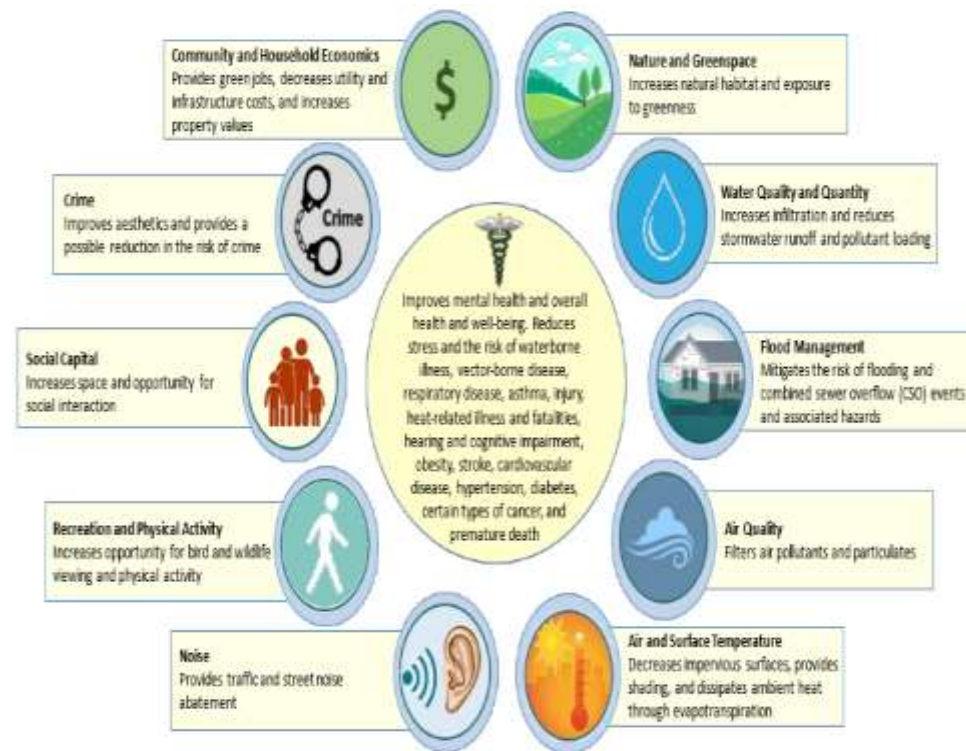 Community and Household Economics
Provides green jobs, decreases utility and
infrastructure costs, and increases
property values
Nature and Greenspace
Increases natural habitat and exposure
to greenness
Crime
Improves aesthetics and provides a
possible reduction in the risk of crime
Crime
Water Quality and Quantity
Increases infiltration and reduces
stormwater runoff and pollutant loading
Improves mental health and overall
health and well-being. Reduces
stress and the risk of waterborne
illness, vector-borne disease,
respiratory disease, asthma, injury,
heat-related illness and fatalities,
hearing and cognitive impairment,
obesity, stroke, cardiovascular
disease, hypertension, diabetes,
certain types of cancer, and
premature death
Social Capital
Increases space and opportunity for
social interaction
Flood Management
Mitigates the risk of flooding and
combined sewer overflow (CSO) events
and associated hazards
Recreation and Physical Activity
Increases opportunity for bird and wildlife
viewing and physical activity
Air Quality
Filters air pollutants and particulates
Noise
Provides traffic and street noise
abatement
Air and Surface Temperature
Decreases impervious surfaces, provides
shading, and dissipates ambient heat
through evapotranspiration
$